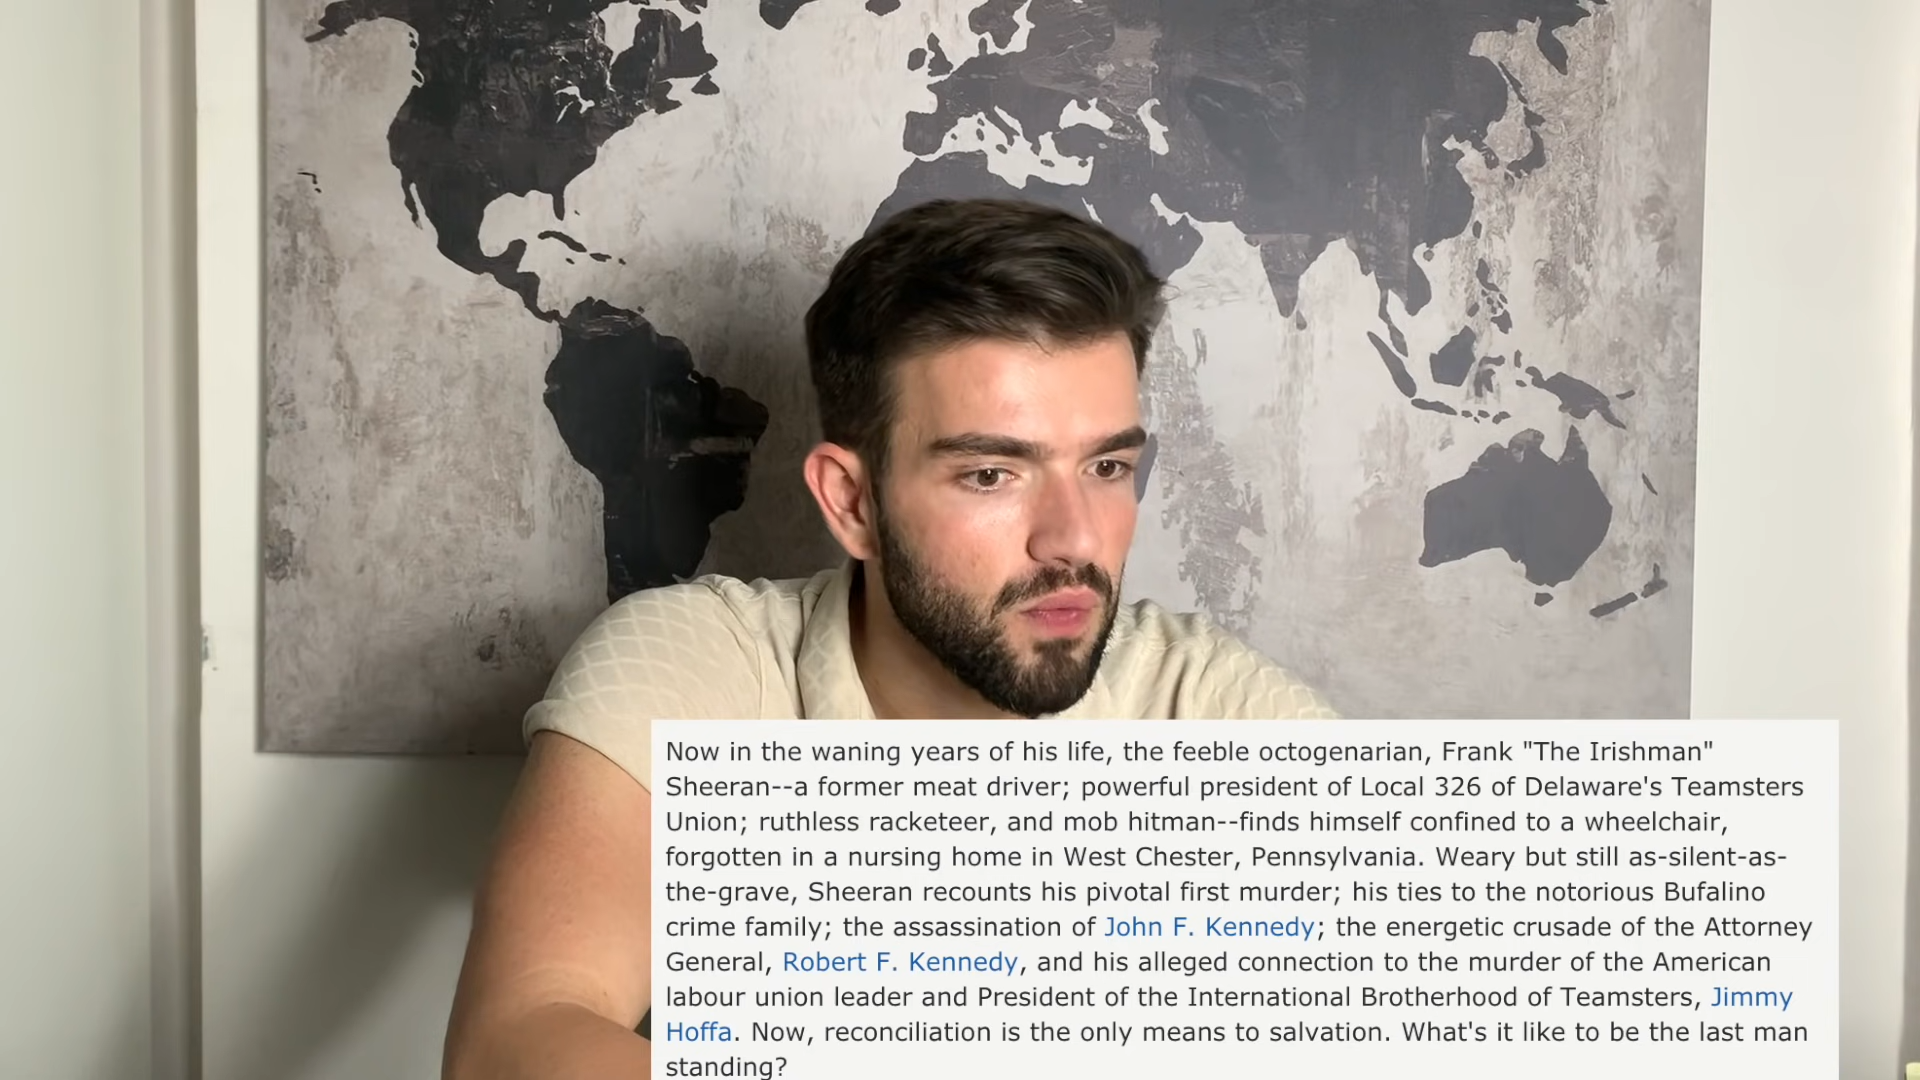 Now in the waning years of his life, the feeble octogenarian, Frank "The Irishman"
Sheeran--a former meat driver; powerful president of Local 326 of Delaware's Teamsters
Union; ruthless racketeer, and mob hitman--finds himself confined to a wheelchair,
forgotten in a nursing home in West Chester, Pennsylvania. Weary but still as-silent-as-
the-grave, Sheeran recounts his pivotal first murder; his ties to the notorious Bufalino
crime family; the assassination of John F. Kennedy; the energetic crusade of the Attorney
General, Robert F. Kennedy, and his alleged connection to the murder of the American
labour union leader and President of the International Brotherhood of Teamsters, Jimmy
Hoffa. Now, reconciliation is the only means to salvation. What's it like to be the last man
standing?